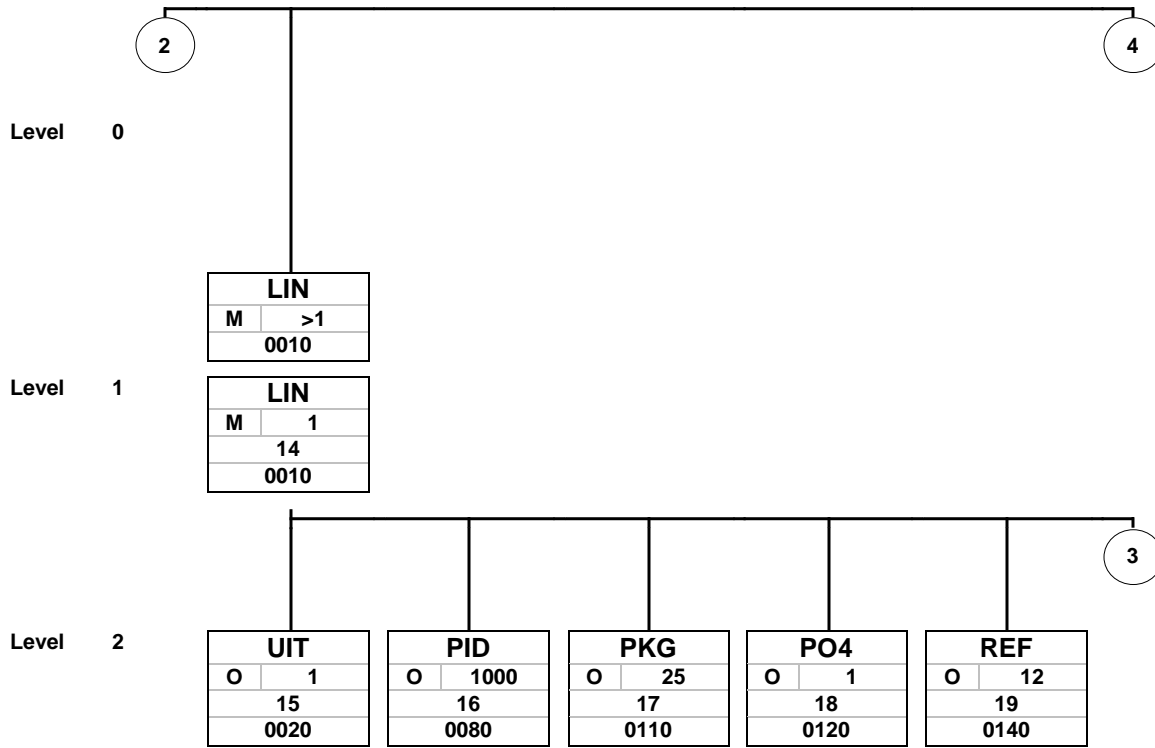 2 4
Level 0
LIN
M >1
0010
Level 1
LIN
M 1
14
0010
3
Level 2
UIT PID PKG PO4 REF
O 1 O 1000 O 25 O 1 O 12
15 16 17 18 19
0020 0080 0110 0120 0140